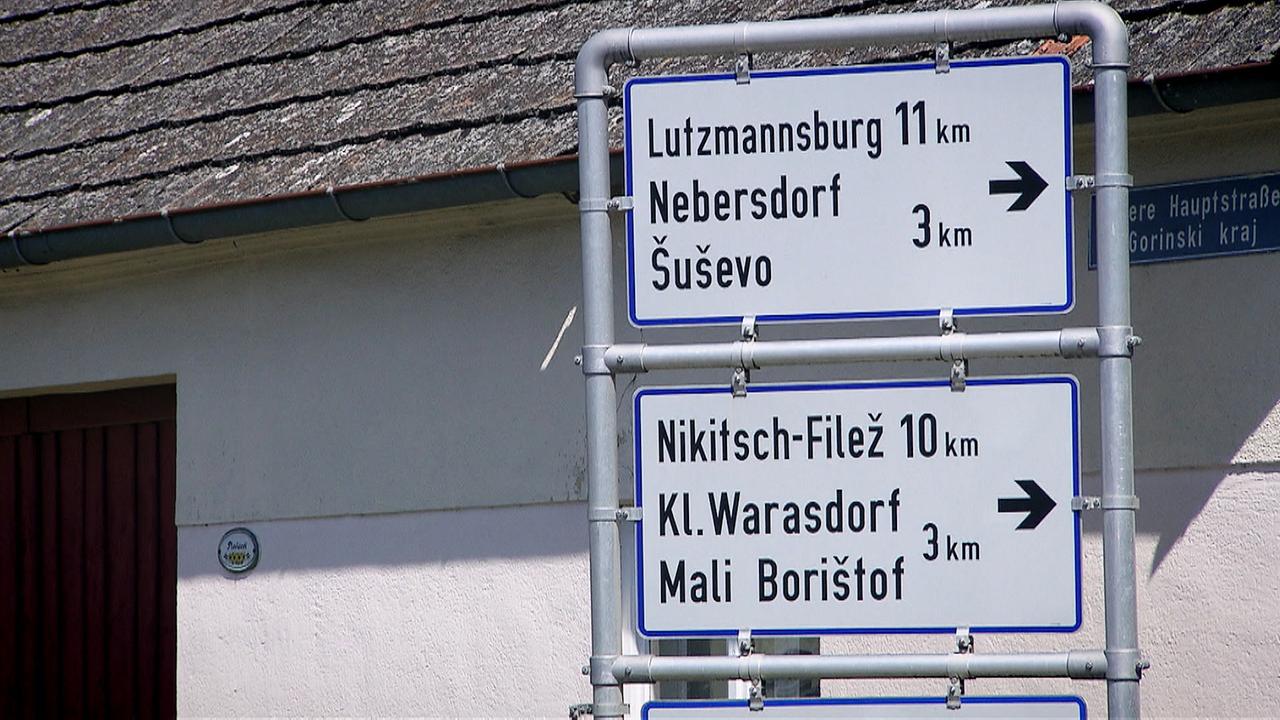 Lutzmannsburg 11 km
Nebersdorf
3 km
Šuševo
Nikitsch-Filež 10 km
Kl. Warasdorf
3 km
Mali Borištof
Hauptstraße
Gorinski kraj